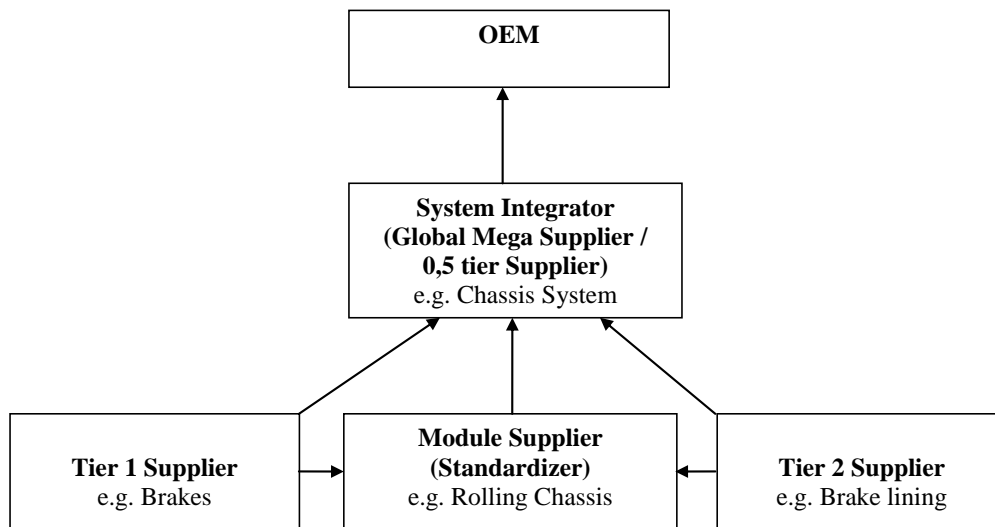 OEM
System Integrator
(Global Mega Supplier /
0,5 tier Supplier)
e.g. Chassis System
Tier 1 Supplier
e.g. Brakes
Module Supplier
(Standardizer)
e.g. Rolling Chassis
Tier 2 Supplier
e.g. Brake lining